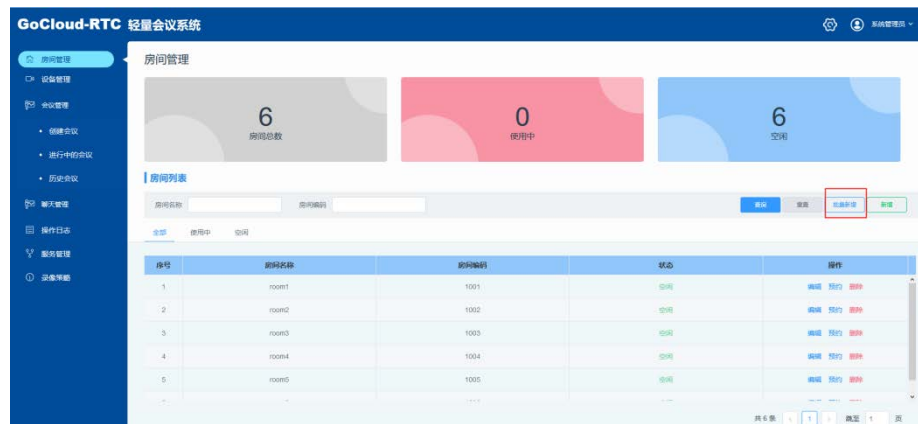 GoCloud-RTC 轻量会议系统
系统管理员
房间管理
设备管理
会议管理
• 创建会议
• 进行中的会议
• 历史会议
聊天管理
操作日志
服务管理
录像策略
房间管理
6
房间总数
0
使用中
6
空闲
房间列表
房间名称 房间编码 查询 重置 批量新增 新增
全部 使用中 空闲
序号 房间名称 房间编码 状态 操作
1 room1 1001 空闲 编辑 预约 删除
2 room2 1002 空闲 编辑 预约 删除
3 room3 1003 空闲 编辑 预约 删除
4 room4 1004 空闲 编辑 预约 删除
5 room5 1005 空闲 编辑 预约 删除
共 6 条 < 1 > 跳至 1 页